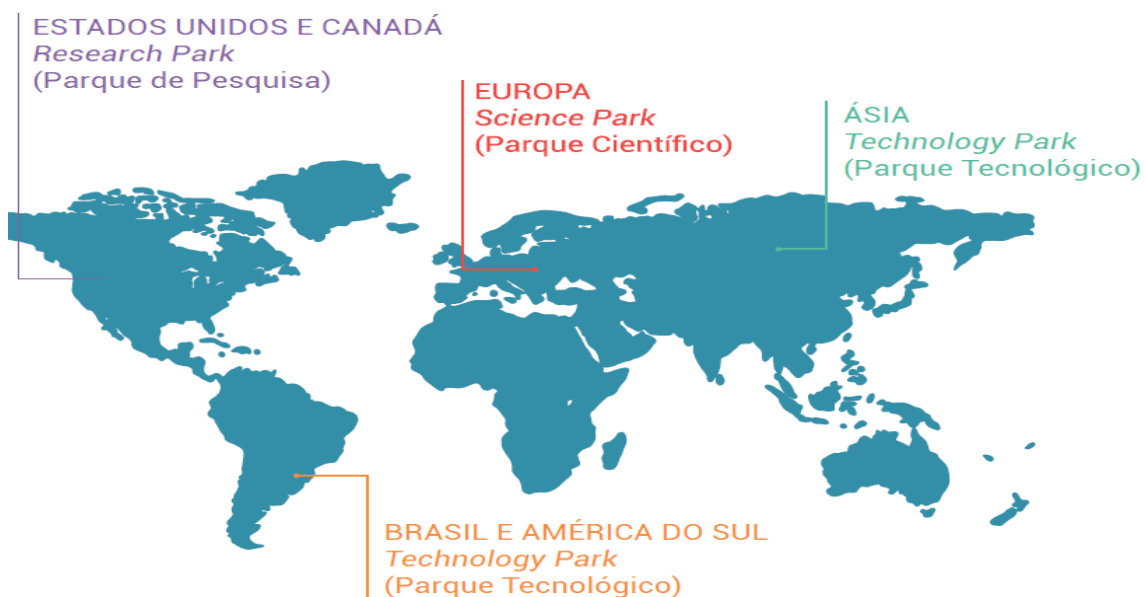 ESTADOS UNIDOS E CANADÁ
Research Park
(Parque de Pesquisa)
EUROPA
Science Park
(Parque Científico)
ÁSIA
Technology Park
(Parque Tecnológico)
BRASIL E AMÉRICA DO SUL
Technology Park
(Parque Tecnológico)